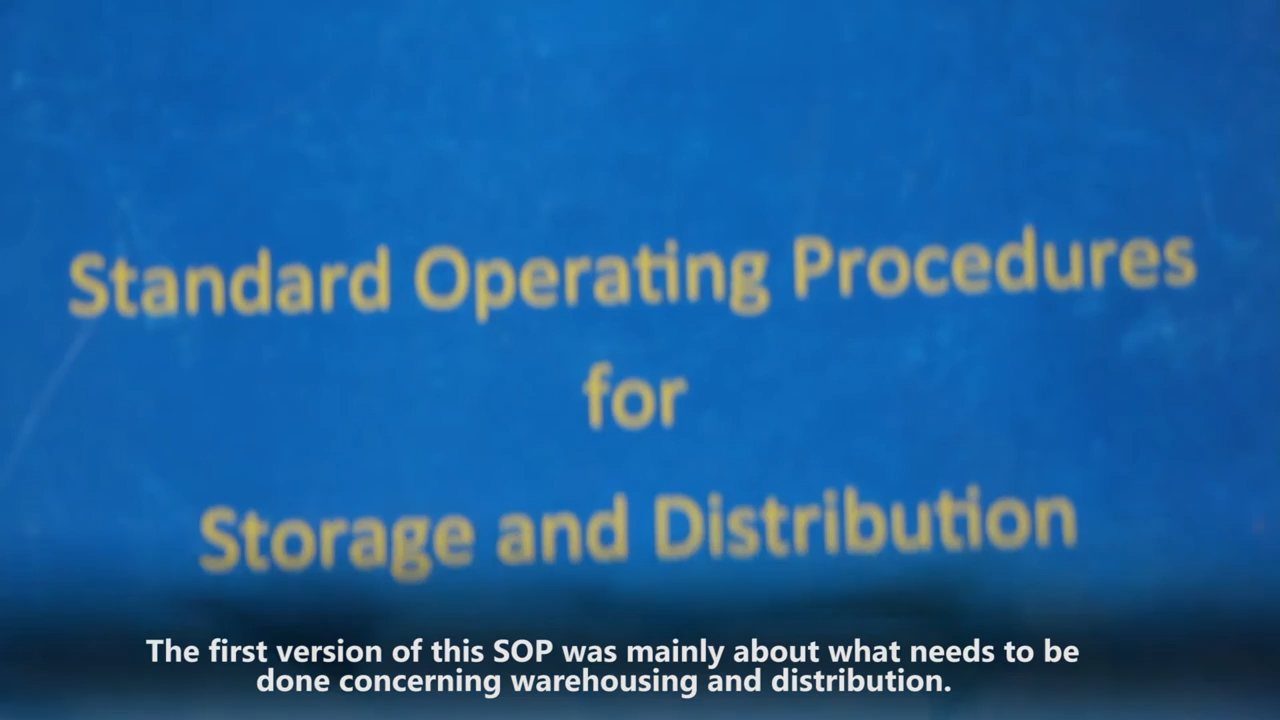 Standard Operating Procedures
for
Storage and Distribution
The first version of this SOP was mainly about what needs to be
done concerning warehousing and distribution.